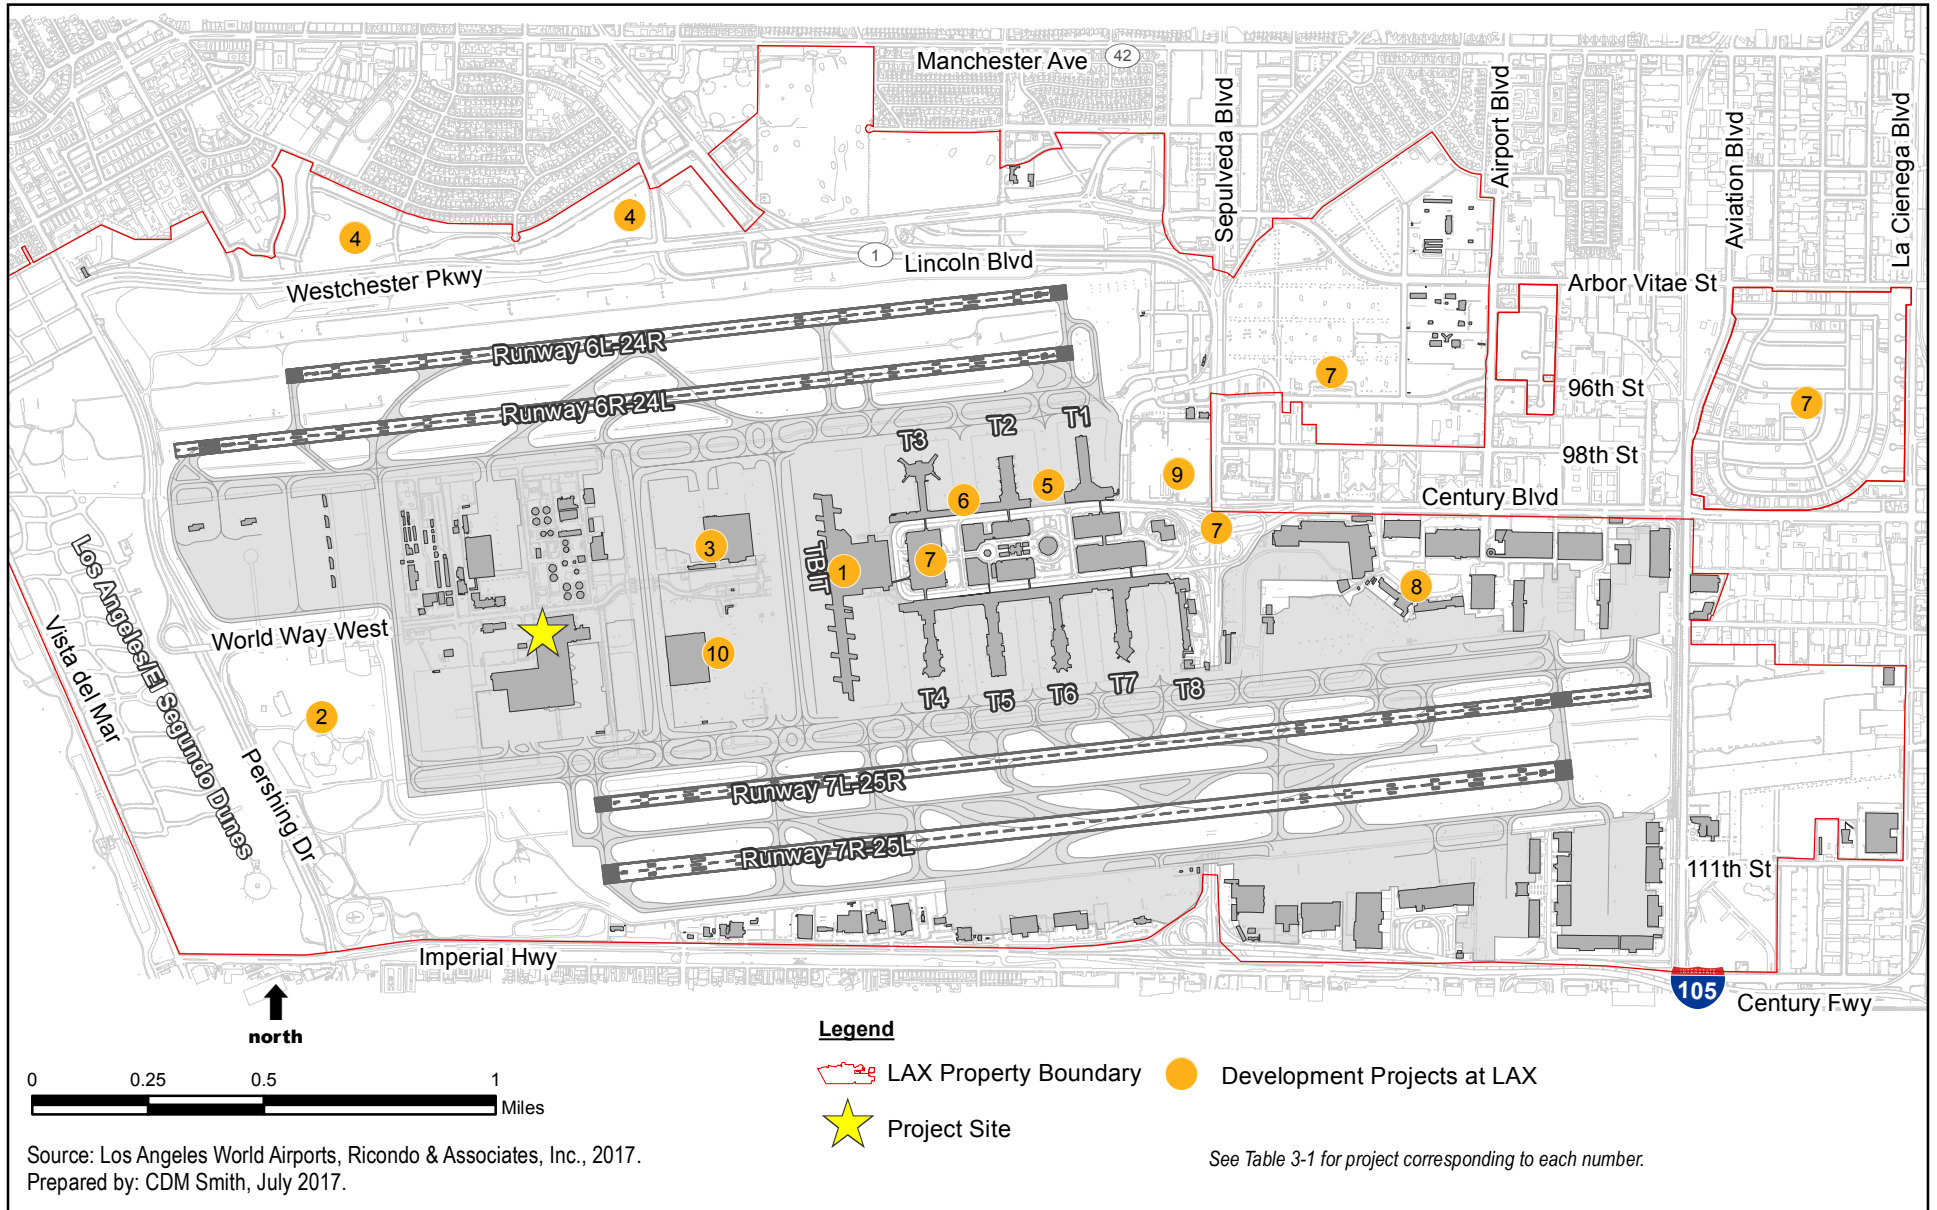 Manchester Ave
42
Sepulveda Blvd
Airport Blvd
Aviation Blvd
La Cienega Blvd
4
4
1
Lincoln Blvd
Westchester Pkwy
Arbor Vitae St
Runway 6L-24R
Runway 6R-24L
7
96th St
7
T3
T2
T1
98th St
9
5
6
Century Blvd
7
3
TBIT
1
7
8
Los Angeles/El Segundo Dunes
Vista del Mar
World Way West
10
2
Pershing Dr
T4
T5
T6
T7
T8
Runway 7L-25R
Runway 7R-25L
111th St
Imperial Hwy
INTERSTATE
105
Century Fwy
north
Legend
LAX Property Boundary
Development Projects at LAX
Project Site
0
0.25
0.5
1
Miles
Source: Los Angeles World Airports, Ricondo & Associates, Inc., 2017.
Prepared by: CDM Smith, July 2017.
See Table 3-1 for project corresponding to each number.